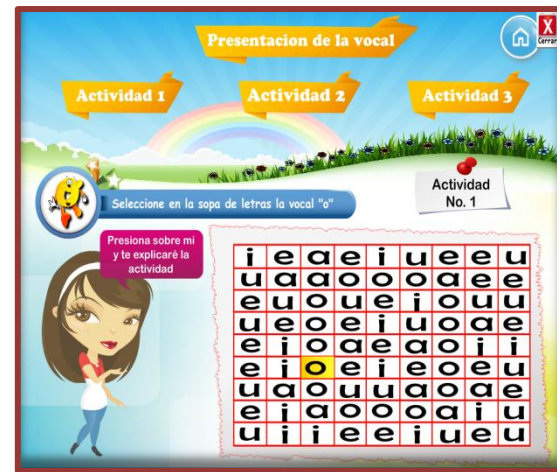 Presentacion de la vocal
Cerrar
Actividad 1
Actividad 2
Actividad 3
Actividad
No. 1
Seleccione en la sopa de letras la vocal "o"
Presiona sobre mi
y te explicaré la
actividad
i e a e i u e e u
u a a o o o a e e
e u o u e i o u u
u e o e i u o a e
e i o a e a o i i
e i o e i e o e u
u a o u u a o a e
e i a o o o a i u
u i i e e i u e u